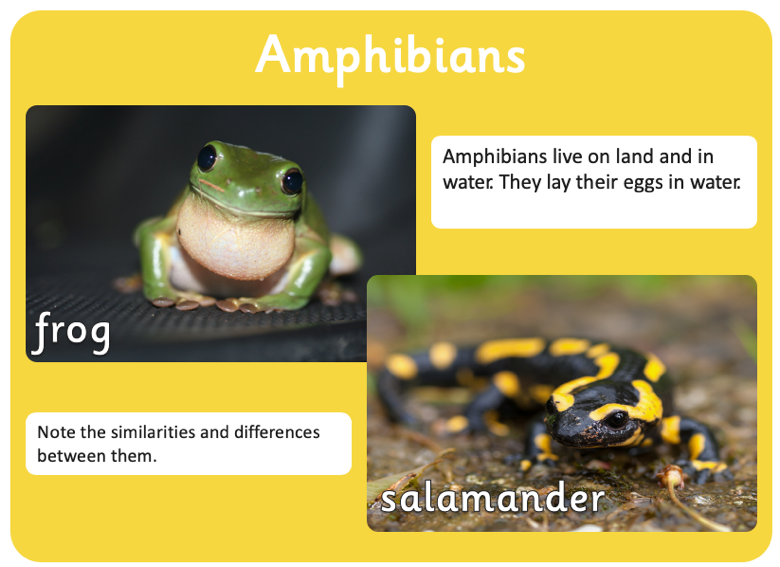 Amphibians
Amphibians live on land and in
water. They lay their eggs in water.
frog
salamander
Note the similarities and differences
between them.